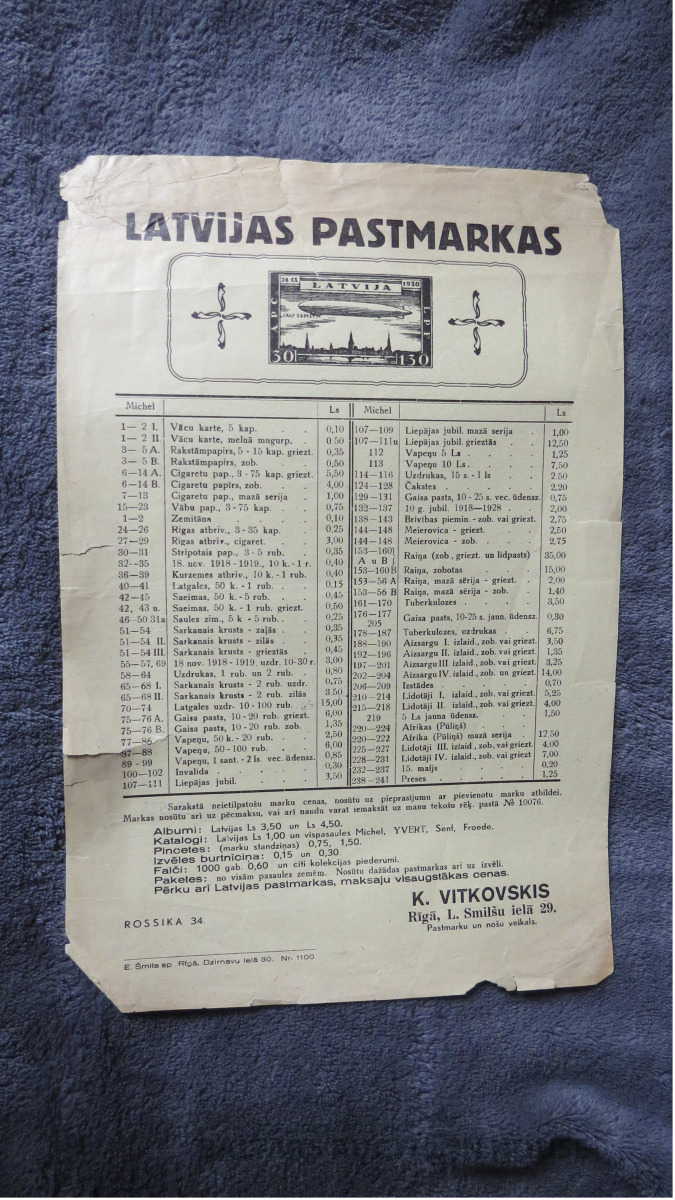 LATVIJAS PASTMARKAS
24 IX LATVIJA 1930
A P C
GRAF ZEPPELIN
L P F
30 130
Michel Ls
1— 2 I. Vācu karte, 5 kap. 0,10
1— 2 II. Vācu karte, melnā mugurp. 0 50
3— 5 A. Rakstāmpapīrs, 5 - 15 kap. griezt. 0,35
3— 5 B. Rakstāmpapīrs, zob. 0,50
6—14 A. Cigaretu pap., 3-75 kap. griezt. 5,50
6—14 B. Cigaretu papīrs, zob. 4,00
7—13 Cigaretu pap., mazā serija 1,00
15—23 Vābu pap., 3-75 kap. 0,75
1—2 Zemitāna 0,10
24—26 Rīgas atbriv., 3-35 kap. 0,25
27—29 Rīgas atbriv., cigaret. 3,00
30—31 Stripotais pap., 3-5 rub. 0,35
32--35 18. nov. 1918-1919., 10 k.-1 r. 0,40
36—39 Kurzemes atbriv., 10 k. - 1 rub. 0,40
40—41 Latgales, 50 k. - 1 rub. 0.15
42—45 Saeimas, 50 k. - 5 rub. 0,45
42, 43 u. Saeimas, 50 k. - 1 rub. griezt. 0,50
46—50 31a Saules zīm., 5 k - 5 rub. 0,25
51—54 Sarkanais krusts - zaļās 0,35
51—54 II. Sarkanais krusts - zilās 0,35
51—54 III. Sarkanais krusts - grieztās 0,45
55—57, 69 18 nov. 1918-1919, uzdr. 10-30 r. 3,00
58—64 Uzdrukas, 1 rub. un 2 rub. 0,80
65—68 I. Sarkanais krusts - 2 rub. uzdr. 0,75
65—68 II. Sarkanais krusts - 2 rub. zilās 3.50
70—74 Latgales uzdr. 10-100 rub. 15,00
75—76 A. Gaisa pasts, 10-20 rub. griezt. 6,00
75—76 B. Gaisa pasts, 10-20 rub. zob. 1,35
77—86 Vapeņu, 50 k.-20 rub. 2,50
87—88 Vapeņu, 50-100 rub. 6,00
89 - 99 Vapeņu, 1 sant. - 2 ls. vec. ūdensz. 0,85
100—102 Invalida 0,30
107—111 Liepājas jubil. 3,50
Michel Ls
107—109 Liepājas jubil. mazā serija 1,00
107—111u Liepājas jubil. grieztās 12,50
112 Vapeņu 5 Ls 1,25
113 Vapeņu 10 Ls 7,50
114—116 Uzdrukas, 15 s. - 1 ls 2.50
124—128 Čakstes 2.20
129—131 Gaisa pasts, 10-25 s. vec. ūdensz. 0,75
132—137 10 g. jubil. 1918—1928 2,00
138—143 Brivības piemin. - zob. vai griezt. 2,75
144—148 Meierovica - griezt. 2,50
144—148 Meierovica - zob. 2,75
153—160 A u B Raiņa (zob, griezt. un lidpasts) 35,00
153—160 B Raiņa, zobotas 15,00
153—56 A Raiņa, mazā sērija - griezt. 2,00
153—56 B Raiņa, mazā sērija - zob. 1,40
161—170 Tuberkulozes 3,50
176—177
205 Gaisa pasts, 10-25 s. jaun. ūdensz. 0,30
178—187 Tuberkulozes, uzdrukas 6,75
188—190 Aizsargu I. izlaid., zob. vai griezt. 3,50
192—196 Aizsargu II. izlaid., zob. vai griezt. 1,35
197—201 Aizsargu III. izlaid., zob. vai griezt. 3,25
202—204 Aizsargu IV. izlaid. zob. un griezt. 14,00
206—209 Izstādes 0,70
210—214 Lidotāji I. izlaid., zob. vai griezt. 5,25
215—218 Lidotāji II. izlaid., zob. vai griezt. 4,00
219 5 Ls jauna ūdensz. 1,50
220—224 Afrikas (Pūliņš)
220—222 Afrika (Pūliņš) mazā serija 12,50
225—227 Lidotāji III. izlaid., zob. vai griezt. 4.00
228—231 Lidotāji IV. izlaid., zob. vai griezt 7,00
232—237 15. maijs 0.20
238—241 Preses 1,25
Sarakstā neietilpstošu marku cenas, nosūtu uz pieprasījumu ar pievienotu marku atbildei.
Markas nosūtu arī uz pēcmaksu, vai arī naudu varat iemaksāt uz manu tekošu rēķ. pastā № 10076.
Albumi: Latvijas Ls 3,50 un Ls 4,50.
Katalogi: Latvijas Ls 1,00 un vispasaules Michel, YVERT, Senf, Froede.
Pincetes: (marku standziņas) 0,75, 1,50.
Izvēles burtnīciņa: 0,15 un 0,30
Falči: 1000 gab. 0,60 un citi kolekcijas piederumi.
Paketes: no visām pasaules zemēm. Nosūtu dažādas pastmarkas arī uz izvēli.
Pērku arī Latvijas pastmarkas, maksāju visaugstākas cenas.
K. VITKOVSKIS
Rīgā, L. Smilšu ielā 29.
Pastmarku un nošu veikals.
ROSSIKA 34.
E. Šmita sp Rīgā, Dzirnavu ielā 30. Nr. 1100